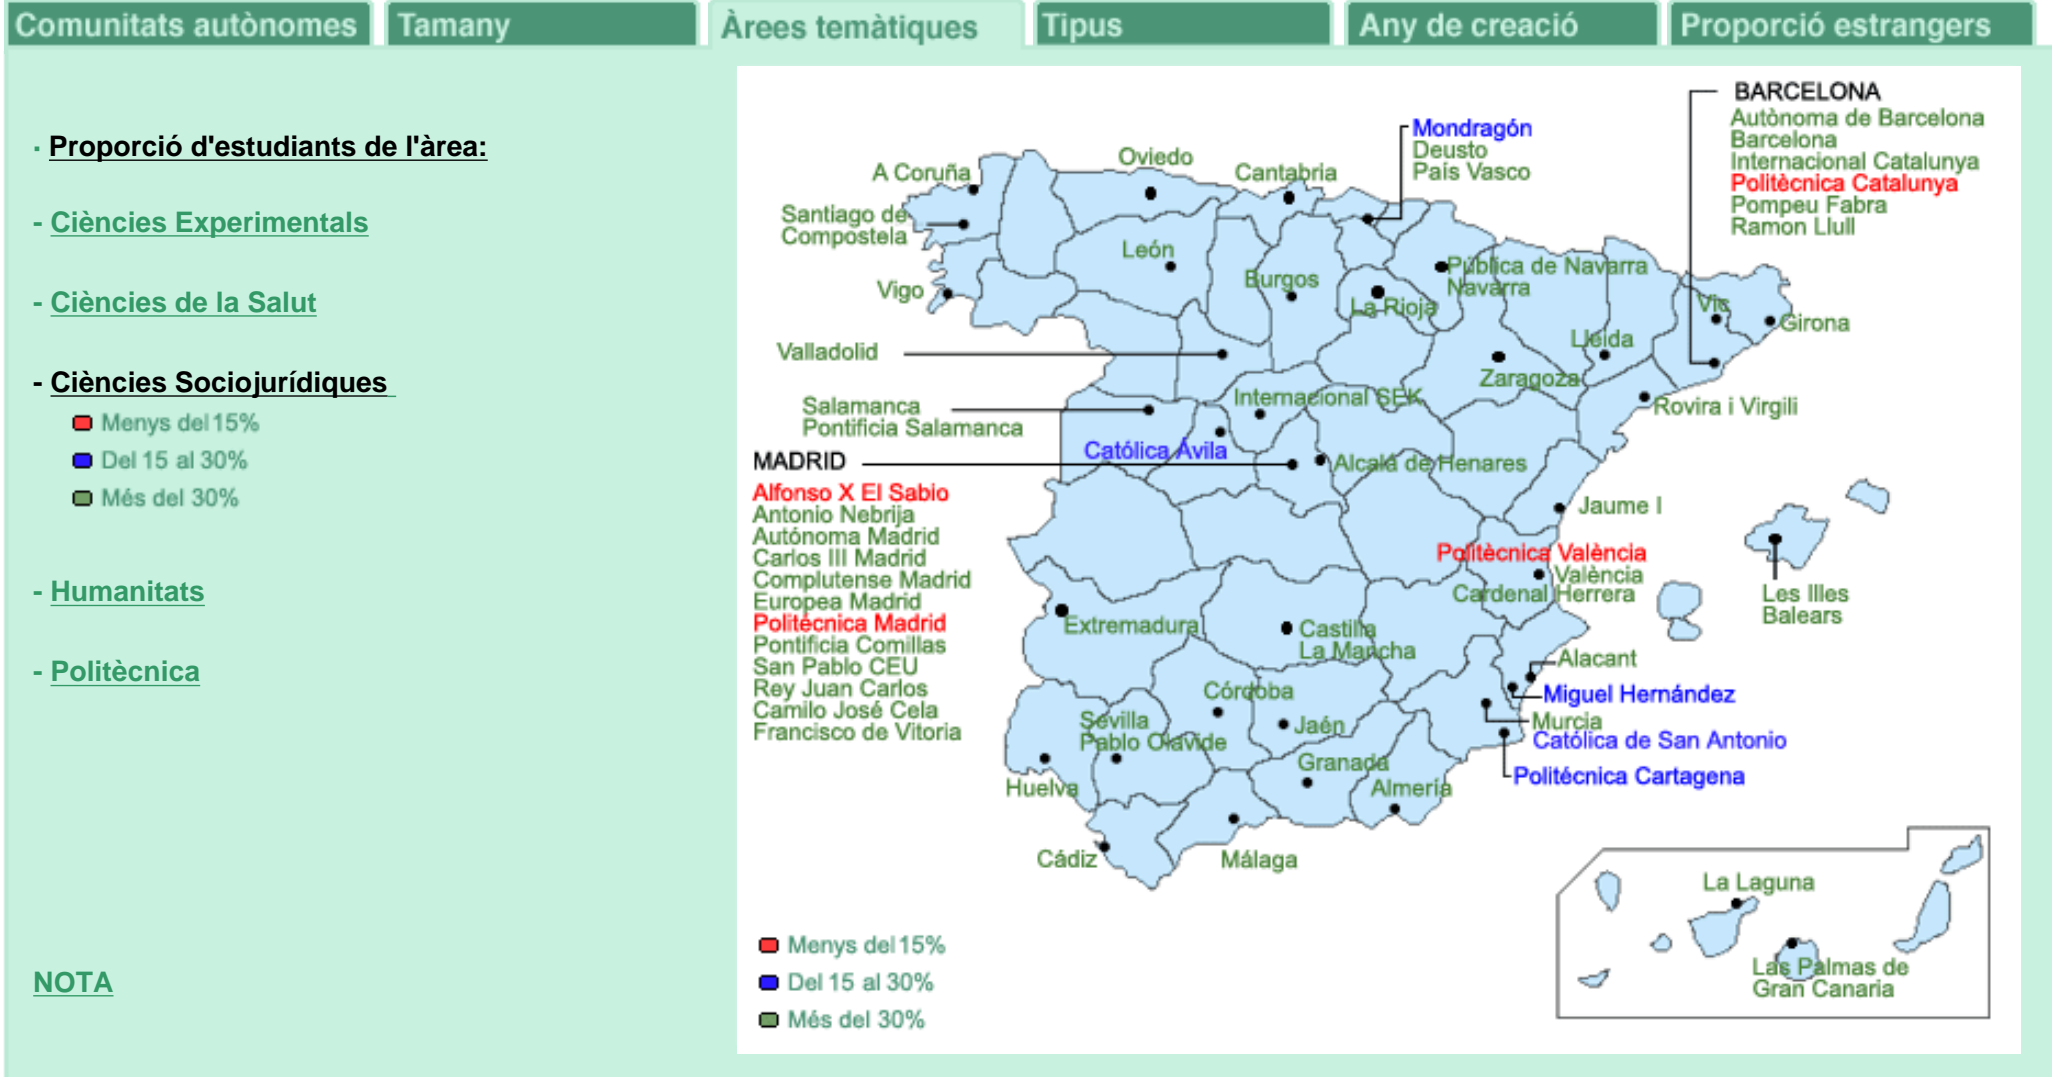 Comunitats autònomes
Tamany
Àrees temàtiques
Tipus
Any de creació
Proporció estrangers
· Proporció d'estudiants de l'àrea:
- Ciències Experimentals
- Ciències de la Salut
- Ciències Sociojurídiques
Menys del 15%
Del 15 al 30%
Més del 30%
- Humanitats
- Politècnica
NOTA
BARCELONA
Autònoma de Barcelona
Barcelona
Internacional Catalunya
Politècnica Catalunya
Pompeu Fabra
Ramon Llull
Mondragón
Deusto
País Vasco
Oviedo
Cantabria
A Coruña
Santiago de
Compostela
León
Burgos
Pública de Navarra
Navarra
Vigo
La Rioja
Vic
Girona
Valladolid
Lleida
Zaragoza
Internacional SEK
Salamanca
Pontificia Salamanca
Rovira i Virgili
Católica Ávila
MADRID
Alcalá de Henares
Alfonso X El Sabio
Antonio Nebrija
Autónoma Madrid
Carlos III Madrid
Complutense Madrid
Europea Madrid
Politécnica Madrid
Pontificia Comillas
San Pablo CEU
Rey Juan Carlos
Camilo José Cela
Francisco de Vitoria
Jaume I
Politècnica València
València
Cardenal Herrera
Les Illes
Balears
Extremadura
Castilla
La Mancha
Alacant
Miguel Hernández
Murcia
Católica de San Antonio
Politécnica Cartagena
Córdoba
Jaén
Sevilla
Pablo Olavide
Granada
Almería
Huelva
Cádiz
Málaga
La Laguna
Las Palmas de
Gran Canaria
Menys del 15%
Del 15 al 30%
Més del 30%